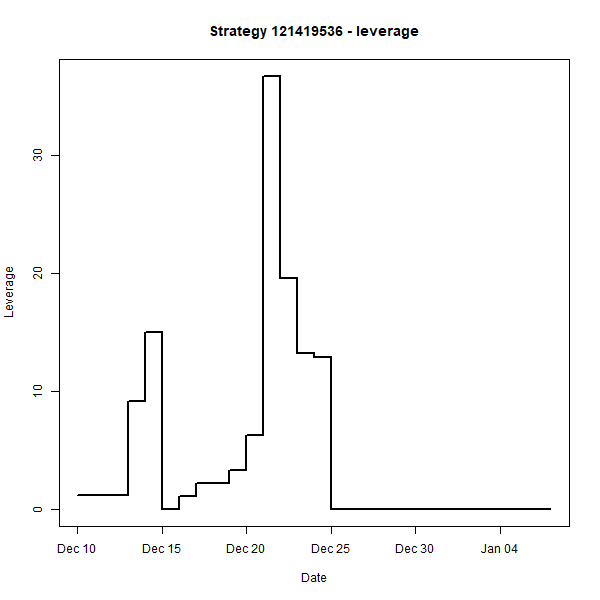 Strategy 121419536 - leverage
30
20
10
0
Leverage
Dec 10
Dec 15
Dec 20
Dec 25
Dec 30
Jan 04
Date